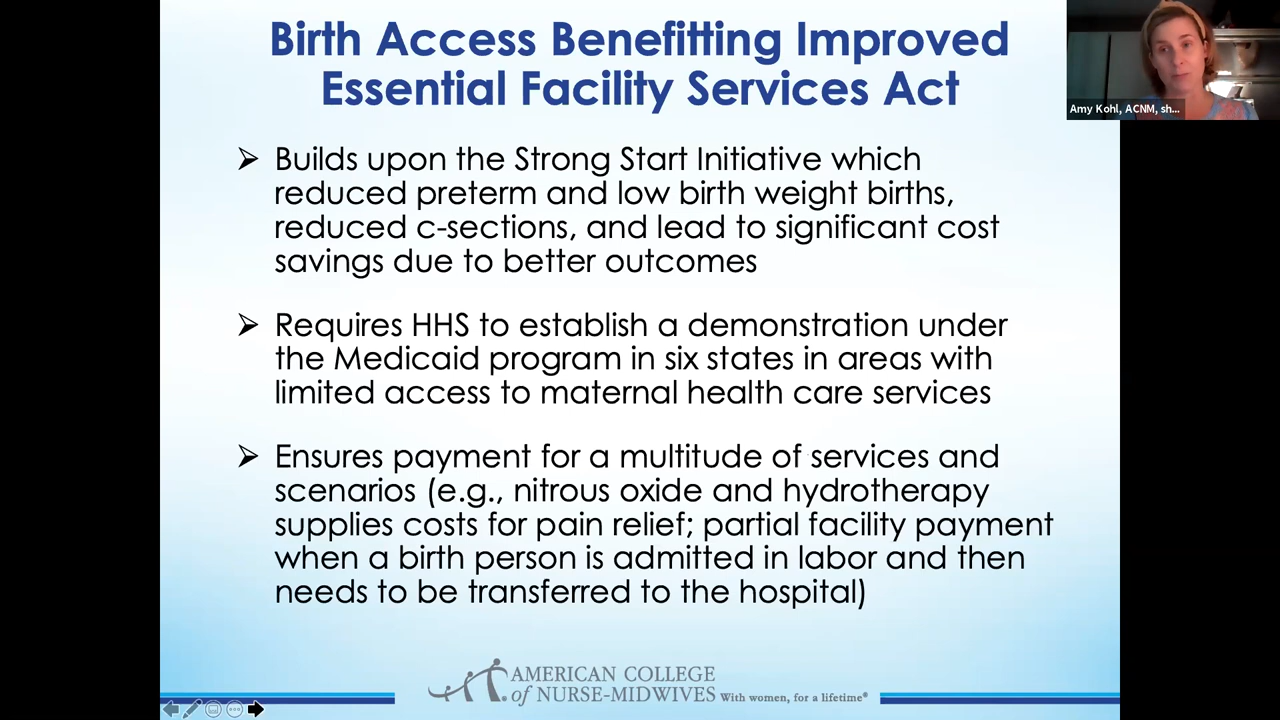 Birth Access Benefitting Improved
Essential Facility Services Act
Amy Kohl, ACNM, sh...
➢ Builds upon the Strong Start Initiative which
reduced preterm and low birth weight births,
reduced c-sections, and lead to significant cost
savings due to better outcomes
➢ Requires HHS to establish a demonstration under
the Medicaid program in six states in areas with
limited access to maternal health care services
➢ Ensures payment for a multitude of services and
scenarios (e.g., nitrous oxide and hydrotherapy
supplies costs for pain relief; partial facility payment
when a birth person is admitted in labor and then
needs to be transferred to the hospital)
AMERICAN COLLEGE
of NURSE-MIDWIVES With women, for a lifetime®